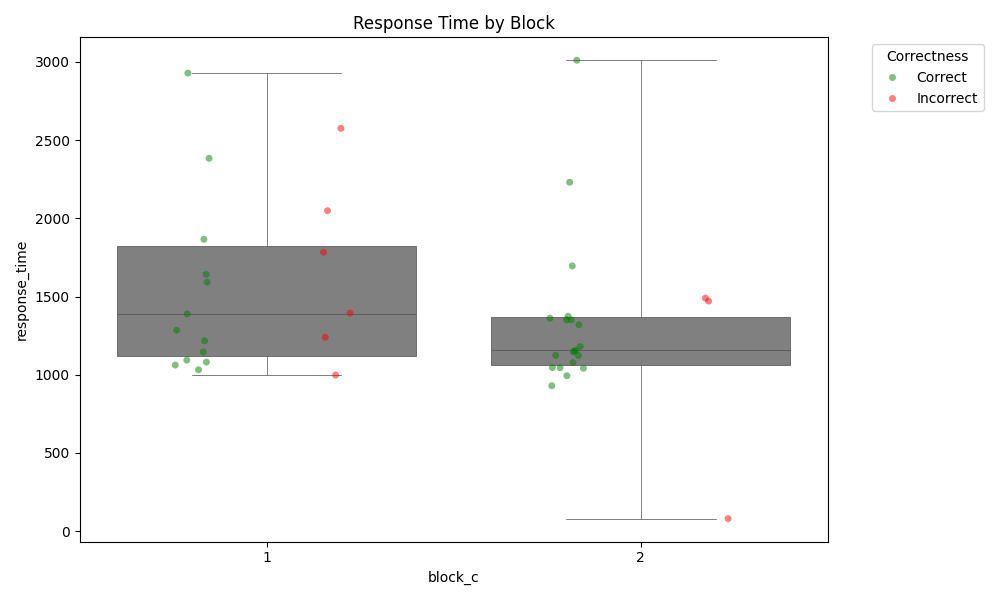 Response Time by Block
Correctness
Correct
Incorrect
3000
2500
2000
1500
1000
500
0
response_time
1
2
block_c